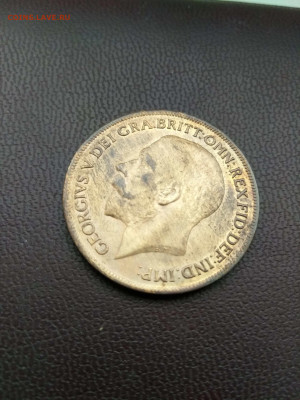 GEORGIVS V DEI GRA: BRITT: OMN: REX FID: DEF: IND: IMP: